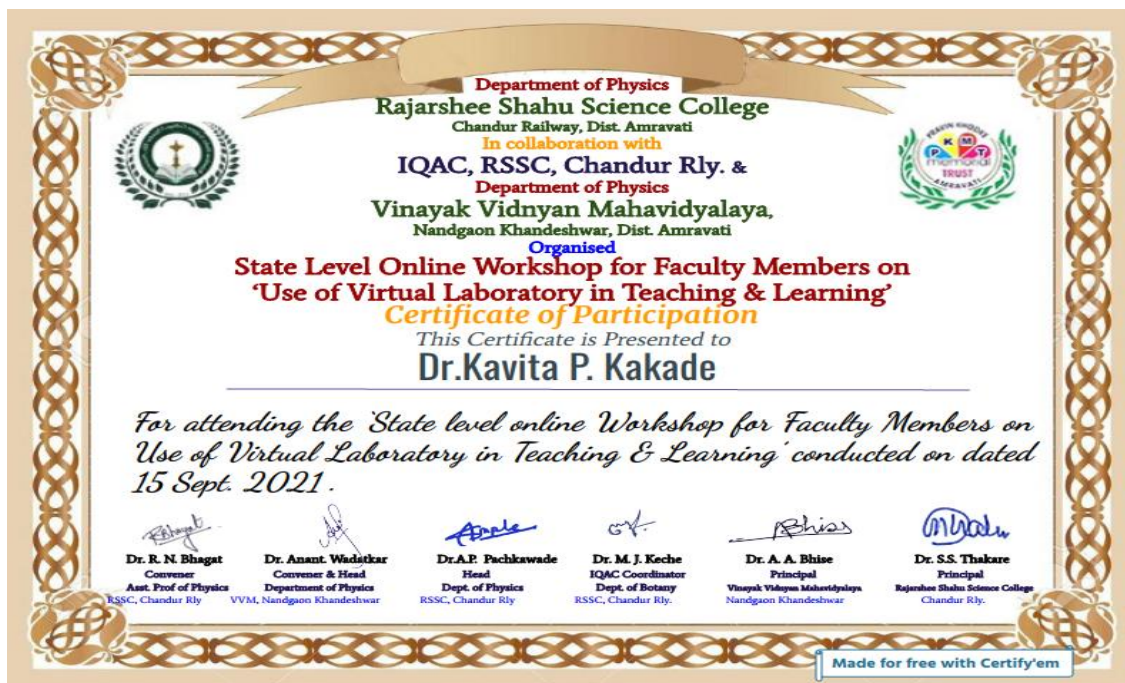 Department of Physics
Rajarshee Shahu Science College
Chandur Railway, Dist. Amravati
In collaboration with
IQAC, RSSC, Chandur Rly. &
Department of Physics
Vinayak Vidnyan Mahavidyalaya,
Nandgaon Khandeshwar, Dist. Amravati
Organised
State Level Online Workshop for Faculty Members on
‘Use of Virtual Laboratory in Teaching & Learning’
Certificate of Participation
This Certificate is Presented to
Dr.Kavita P. Kakade
For attending the ‘State level online Workshop for Faculty Members on
Use of Virtual Laboratory in Teaching & Learning’ conducted on dated
15 Sept. 2021.
PRAVIN KHODKE
P K M T
memorial
TRUST
AMRAVATI
Dr. R. N. Bhagat
Convener
Asst. Prof of Physics
RSSC, Chandur Rly
Dr. Anant. Wadatkar
Convener & Head
Department of Physics
VVM, Nandgaon Khandeshwar
Dr.A.P. Pachkawade
Head
Dept. of Physics
RSSC, Chandur Rly
Dr. M. J. Keche
IQAC Coordinator
Dept. of Botany
RSSC, Chandur Rly.
Dr. A. A. Bhise
Principal
Vinayak Vidnyan Mahavidyalaya
Nandgaon Khandeshwar
Dr. S.S. Thakare
Principal
Rajarshee Shahu Science College
Chandur Rly.
Made for free with Certify'em